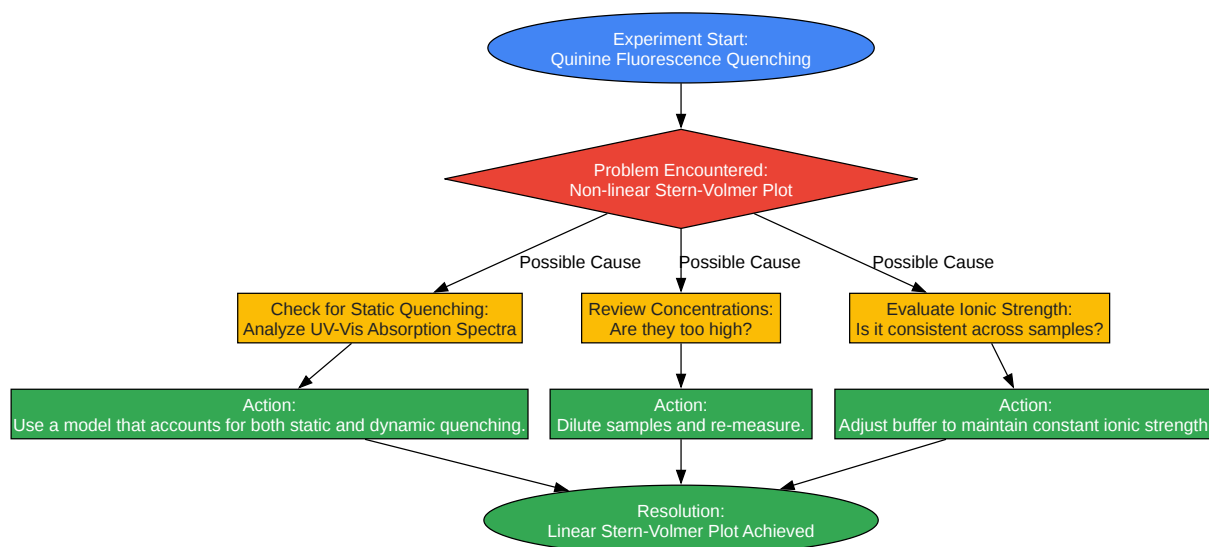 Experiment Start:
Quinine Fluorescence Quenching
Problem Encountered:
Non-linear Stern-Volmer Plot
Possible Cause
Possible Cause
Possible Cause
Check for Static Quenching:
Analyze UV-Vis Absorption Spectra
Review Concentrations:
Are they too high?
Evaluate Ionic Strength:
Is it consistent across samples?
Action:
Use a model that accounts for both static and dynamic quenching.
Action:
Dilute samples and re-measure.
Action:
Adjust buffer to maintain constant ionic strength
Resolution:
Linear Stern-Volmer Plot Achieved